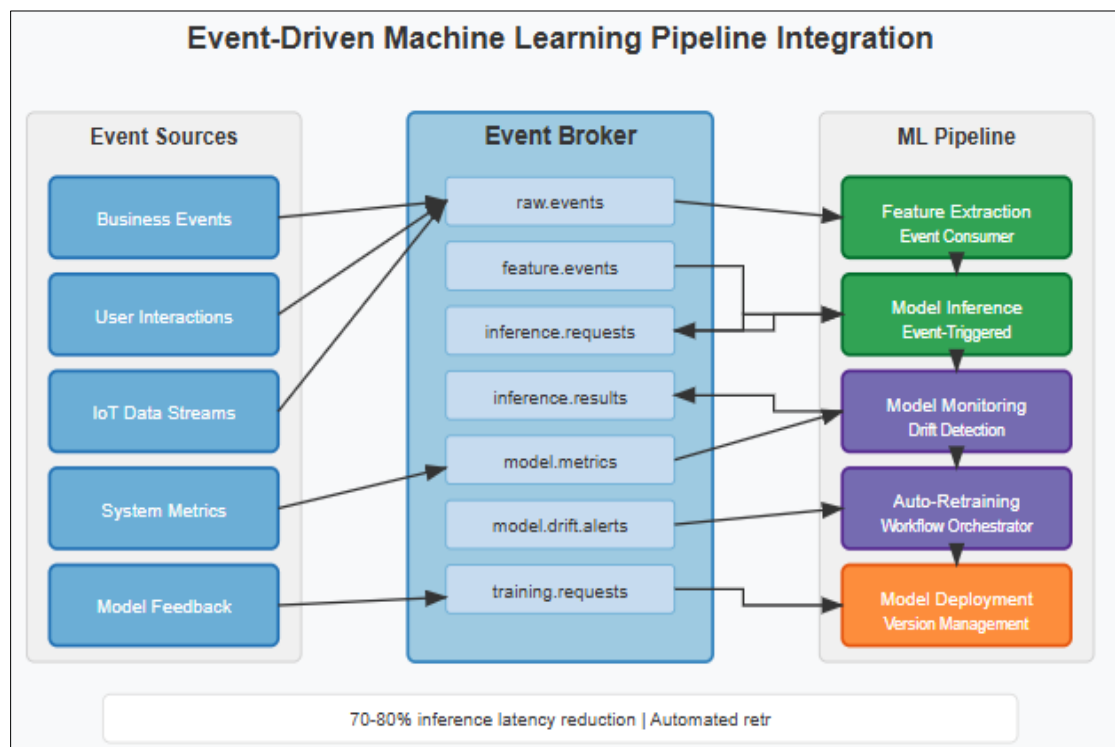 Event-Driven Machine Learning Pipeline Integration
Event Sources
Business Events
User Interactions
IoT Data Streams
System Metrics
Model Feedback
Event Broker
raw.events
feature.events
inference.requests
inference.results
model.metrics
model.drift.alerts
training.requests
ML Pipeline
Feature Extraction
Event Consumer
Model Inference
Event-Triggered
Model Monitoring
Drift Detection
Auto-Retraining
Workflow Orchestrator
Model Deployment
Version Management
70-80% inference latency reduction | Automated retr